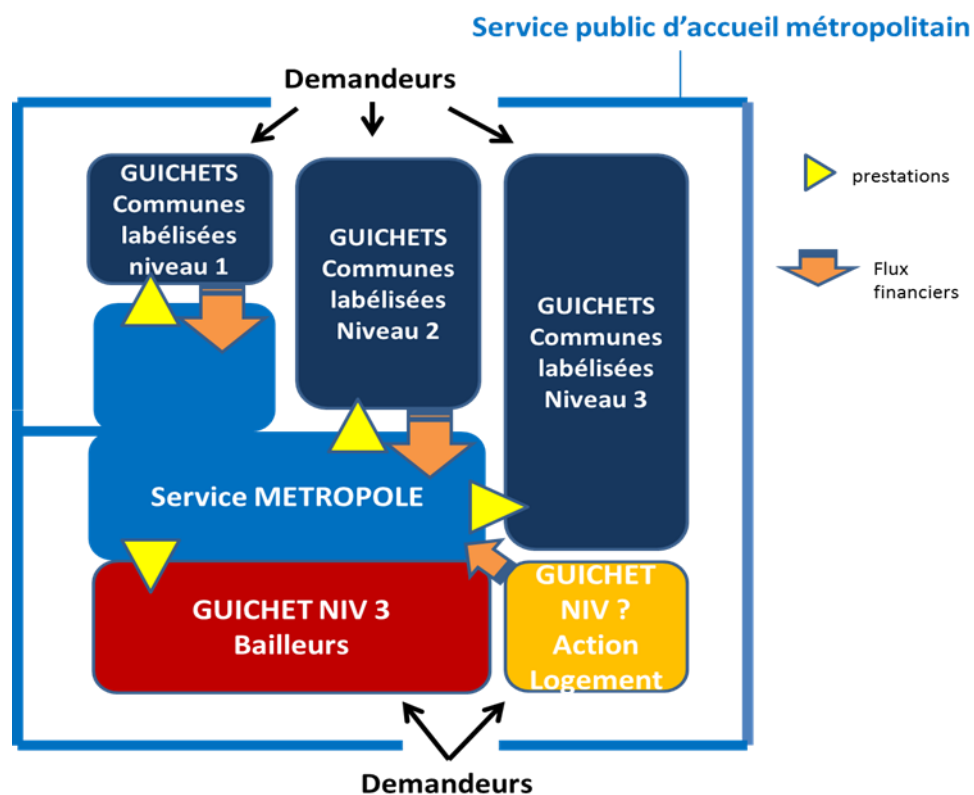 Service public d'accueil métropolitain
Demandeurs
GUICHETS
Communes
labélisées
niveau 1
GUICHETS
Communes
labélisées
Niveau 2
GUICHETS
Communes
labélisées
Niveau 3
prestations
Flux
financiers
Service METROPOLE
GUICHET NIV 3
Bailleurs
GUICHET
NIV ?
Action
Logement
Demandeurs